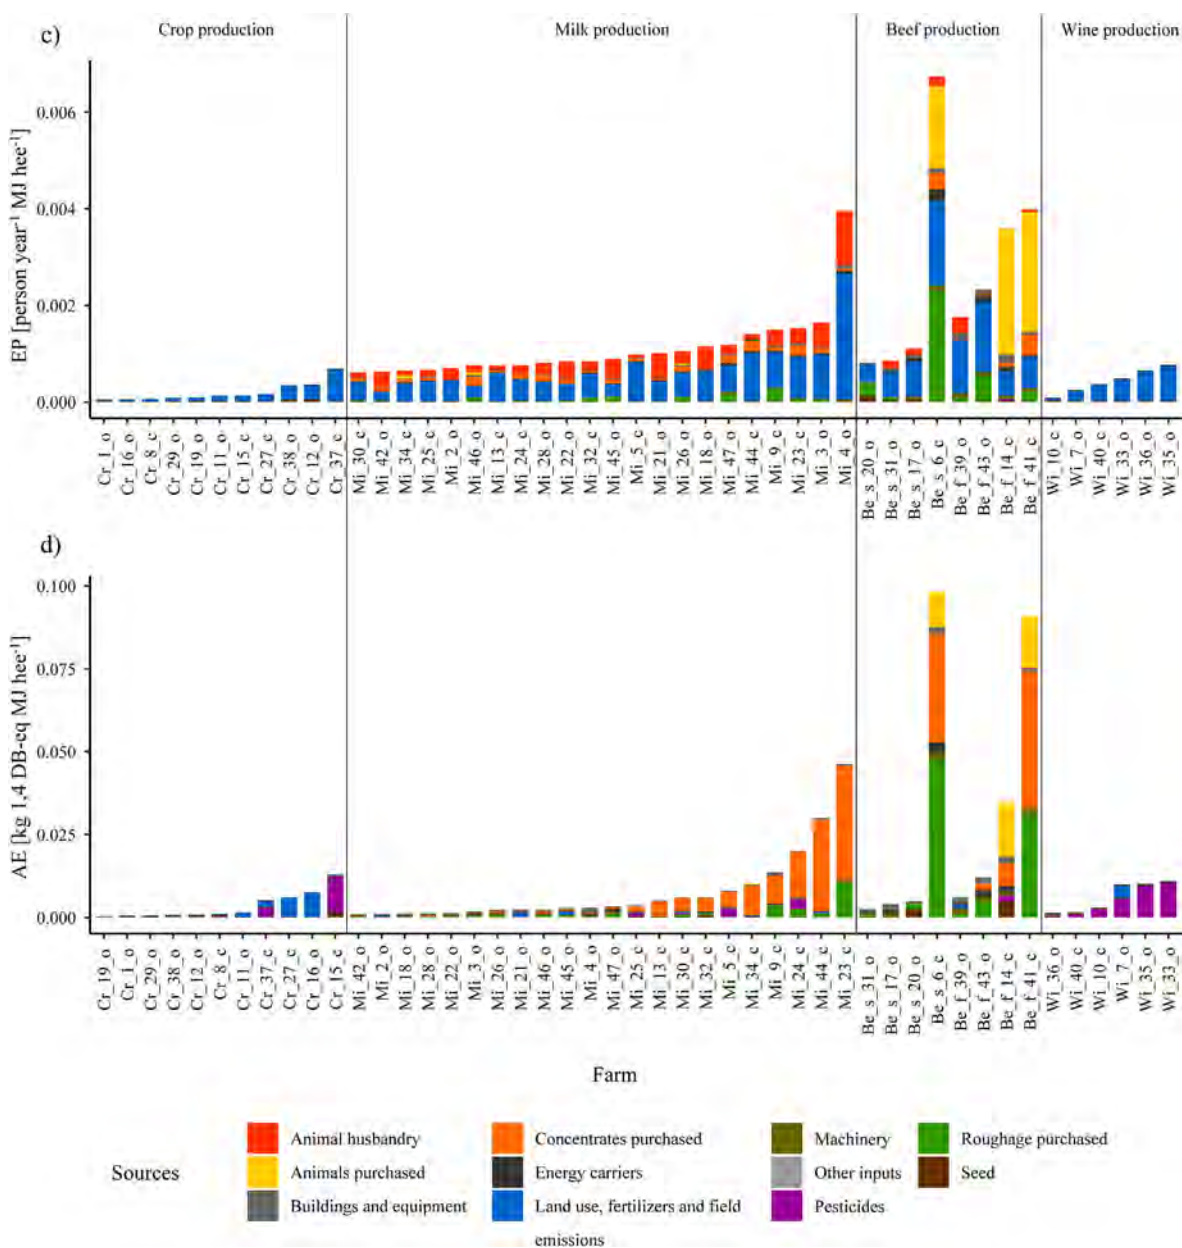 c)
Crop production
Milk production
Beef production
Wine production
EP [person year⁻¹ MJ hee⁻¹]
0.006
0.004
0.002
0.000
Cr_1_o
Cr_16_o
Cr_8_c
Cr_29_o
Cr_19_o
Cr_11_o
Cr_15_c
Cr_27_c
Cr_38_o
Cr_12_o
Cr_37_c
Mi_30_c
Mi_42_o
Mi_34_c
Mi_25_c
Mi_2_o
Mi_46_o
Mi_13_c
Mi_24_c
Mi_28_o
Mi_22_o
Mi_32_c
Mi_45_o
Mi_5_c
Mi_21_o
Mi_26_o
Mi_18_o
Mi_47_o
Mi_44_c
Mi_9_c
Mi_23_c
Mi_3_o
Mi_4_o
Be_s_20_o
Be_s_31_o
Be_s_17_o
Be_s_6_c
Be_f_39_o
Be_f_43_o
Be_f_14_c
Be_f_41_c
Wi_10_c
Wi_7_o
Wi_40_c
Wi_33_o
Wi_36_o
Wi_35_o
d)
AE [kg 1,4 DB-eq MJ hee⁻¹]
0.100
0.075
0.050
0.025
0.000
Cr_19_o
Cr_1_o
Cr_29_o
Cr_38_o
Cr_12_o
Cr_8_c
Cr_11_o
Cr_37_c
Cr_27_c
Cr_16_o
Cr_15_c
Mi_42_o
Mi_2_o
Mi_18_o
Mi_28_o
Mi_22_o
Mi_3_o
Mi_26_o
Mi_21_o
Mi_46_o
Mi_45_o
Mi_4_o
Mi_47_o
Mi_25_c
Mi_13_c
Mi_30_c
Mi_32_c
Mi_5_c
Mi_34_c
Mi_9_c
Mi_24_c
Mi_44_c
Mi_23_c
Be_s_31_o
Be_s_17_o
Be_s_20_o
Be_s_6_c
Be_f_39_o
Be_f_43_o
Be_f_14_c
Be_f_41_c
Wi_36_o
Wi_40_c
Wi_10_c
Wi_7_o
Wi_35_o
Wi_33_o
Farm
Sources
Animal husbandry
Concentrates purchased
Machinery
Roughage purchased
Animals purchased
Energy carriers
Other inputs
Seed
Buildings and equipment
Land use, fertilizers and field
emissions
Pesticides